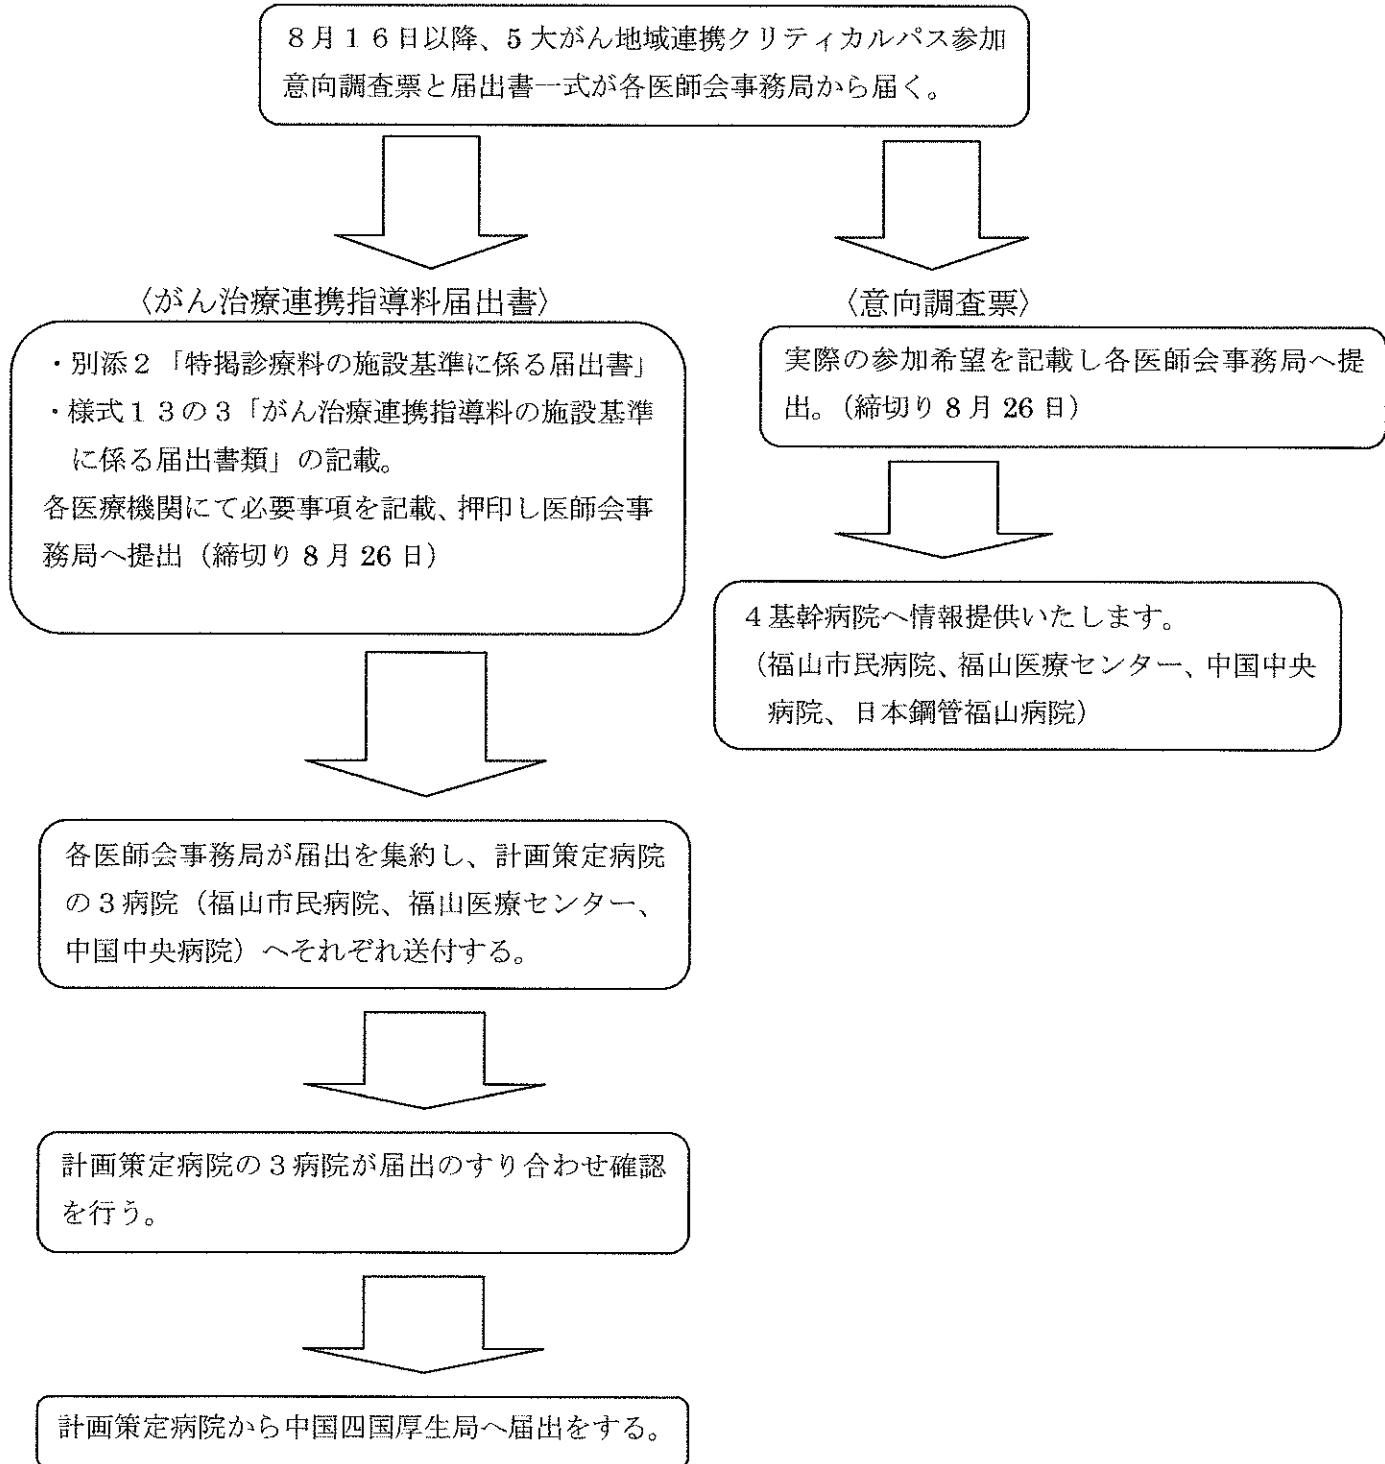 ８月１６日以降、5大がん地域連携クリティカルパス参加
意向調査票と届出書一式が各医師会事務局から届く。
〈がん治療連携指導料届出書〉
・別添２「特掲診療料の施設基準に係る届出書」
・様式１３の３「がん治療連携指導料の施設基準
に係る届出書類」の記載。
各医療機関にて必要事項を記載、押印し医師会事
務局へ提出（締切り8月26日）
〈意向調査票〉
実際の参加希望を記載し各医師会事務局へ提
出。（締切り8月26日）
４基幹病院へ情報提供いたします。
（福山市民病院、福山医療センター、中国中央
病院、日本鋼管福山病院）
各医師会事務局が届出を集約し、計画策定病院
の３病院（福山市民病院、福山医療センター、
中国中央病院）へそれぞれ送付する。
計画策定病院の３病院が届出のすり合わせ確認
を行う。
計画策定病院から中国四国厚生局へ届出をする。